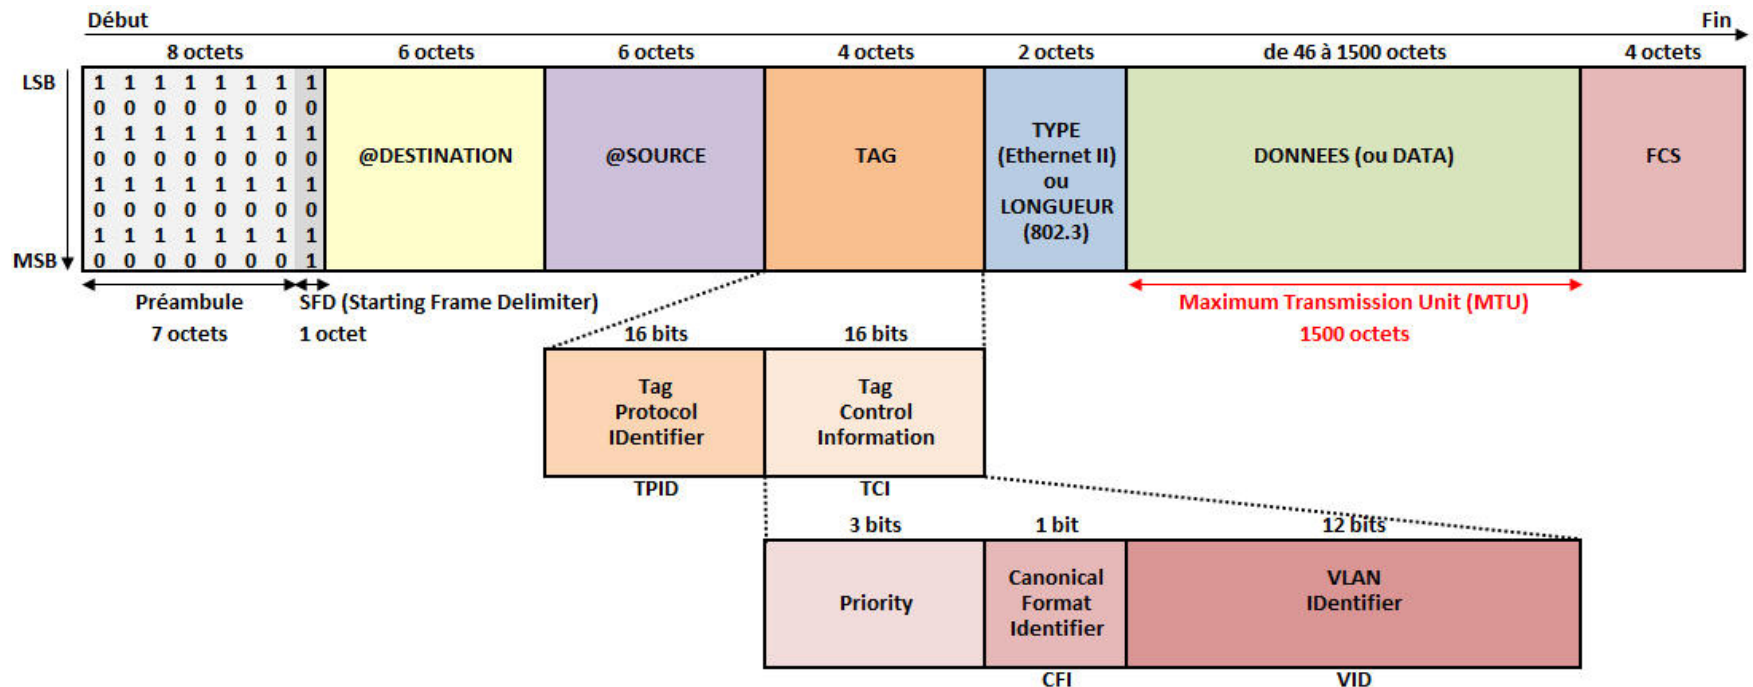 Début Fin
8 octets 6 octets 6 octets 4 octets 2 octets de 46 à 1500 octets 4 octets
LSB 1 1 1 1 1 1 1 1
0 0 0 0 0 0 0 0
1 1 1 1 1 1 1 1
0 0 0 0 0 0 0 0
1 1 1 1 1 1 1 1
0 0 0 0 0 0 0 0
1 1 1 1 1 1 1 1
MSB 0 0 0 0 0 0 0 1
@DESTINATION
@SOURCE
TAG
TYPE
(Ethernet II)
ou
LONGUEUR
(802.3)
DONNEES (ou DATA)
FCS
Préambule
7 octets
SFD (Starting Frame Delimiter)
1 octet
Maximum Transmission Unit (MTU)
1500 octets
16 bits 16 bits
Tag
Protocol
IDentifier
Tag
Control
Information
TPID TCI
3 bits 1 bit 12 bits
Priority
Canonical
Format
Identifier
VLAN
IDentifier
CFI VID